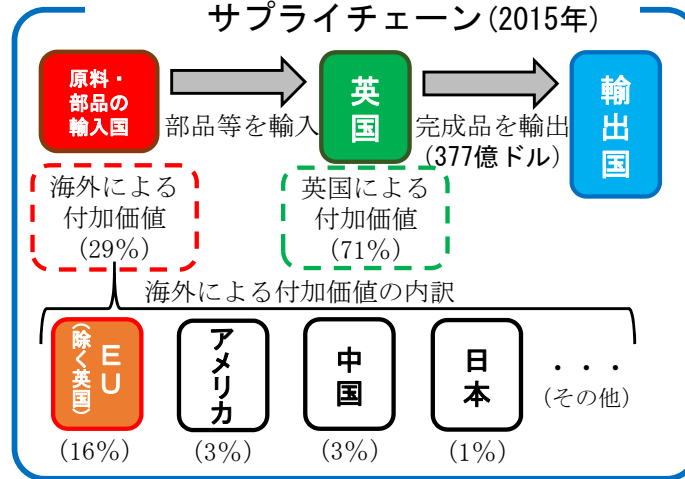 サプライチェーン(2015年)
原料・
部品の
輸入国
部品等を輸入
英国
完成品を輸出
(377億ドル)
輸出国
海外による
付加価値
(29%)
英国による
付加価値
(71%)
海外による付加価値の内訳
EU
(除く英国)
アメリカ
中国
日本
・・・
(その他)
(16%)
(3%)
(3%)
(1%)